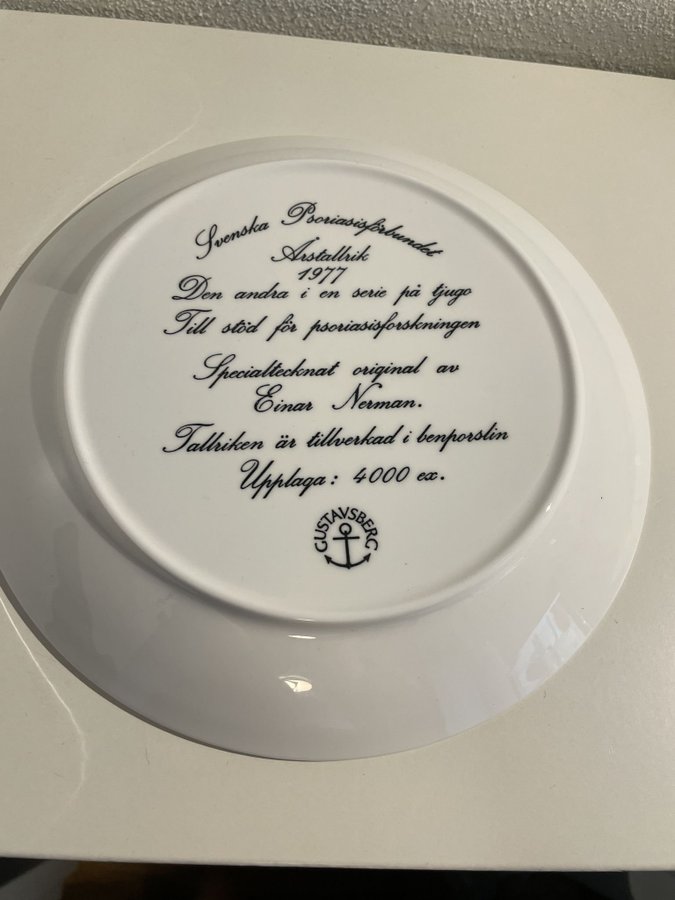 Svenska Psoriasisförbundet
Årstallrik
1977
Den andra i en serie på tjugo
Till stöd för psoriasisforskningen
Specialtecknat original av
Einar Nerman.
Tallriken är tillverkad i benporslin
Upplaga: 4000 ex.
GUSTAVSBERG